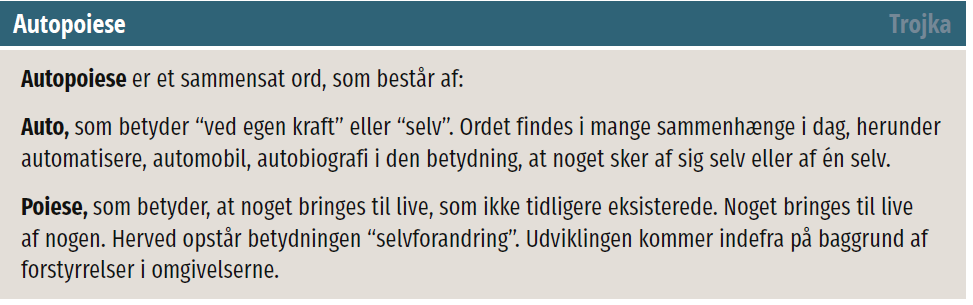 Autopoiese Trojka
Autopoiese er et sammensat ord, som består af:
Auto, som betyder “ved egen kraft” eller “selv”. Ordet findes i mange sammenhænge i dag, herunder
automatisere, automobil, autobiografi i den betydning, at noget sker af sig selv eller af én selv.
Poiese, som betyder, at noget bringes til live, som ikke tidligere eksisterede. Noget bringes til live
af nogen. Herved opstår betydningen “selvforandring”. Udviklingen kommer indefra på baggrund af
forstyrrelser i omgivelserne.